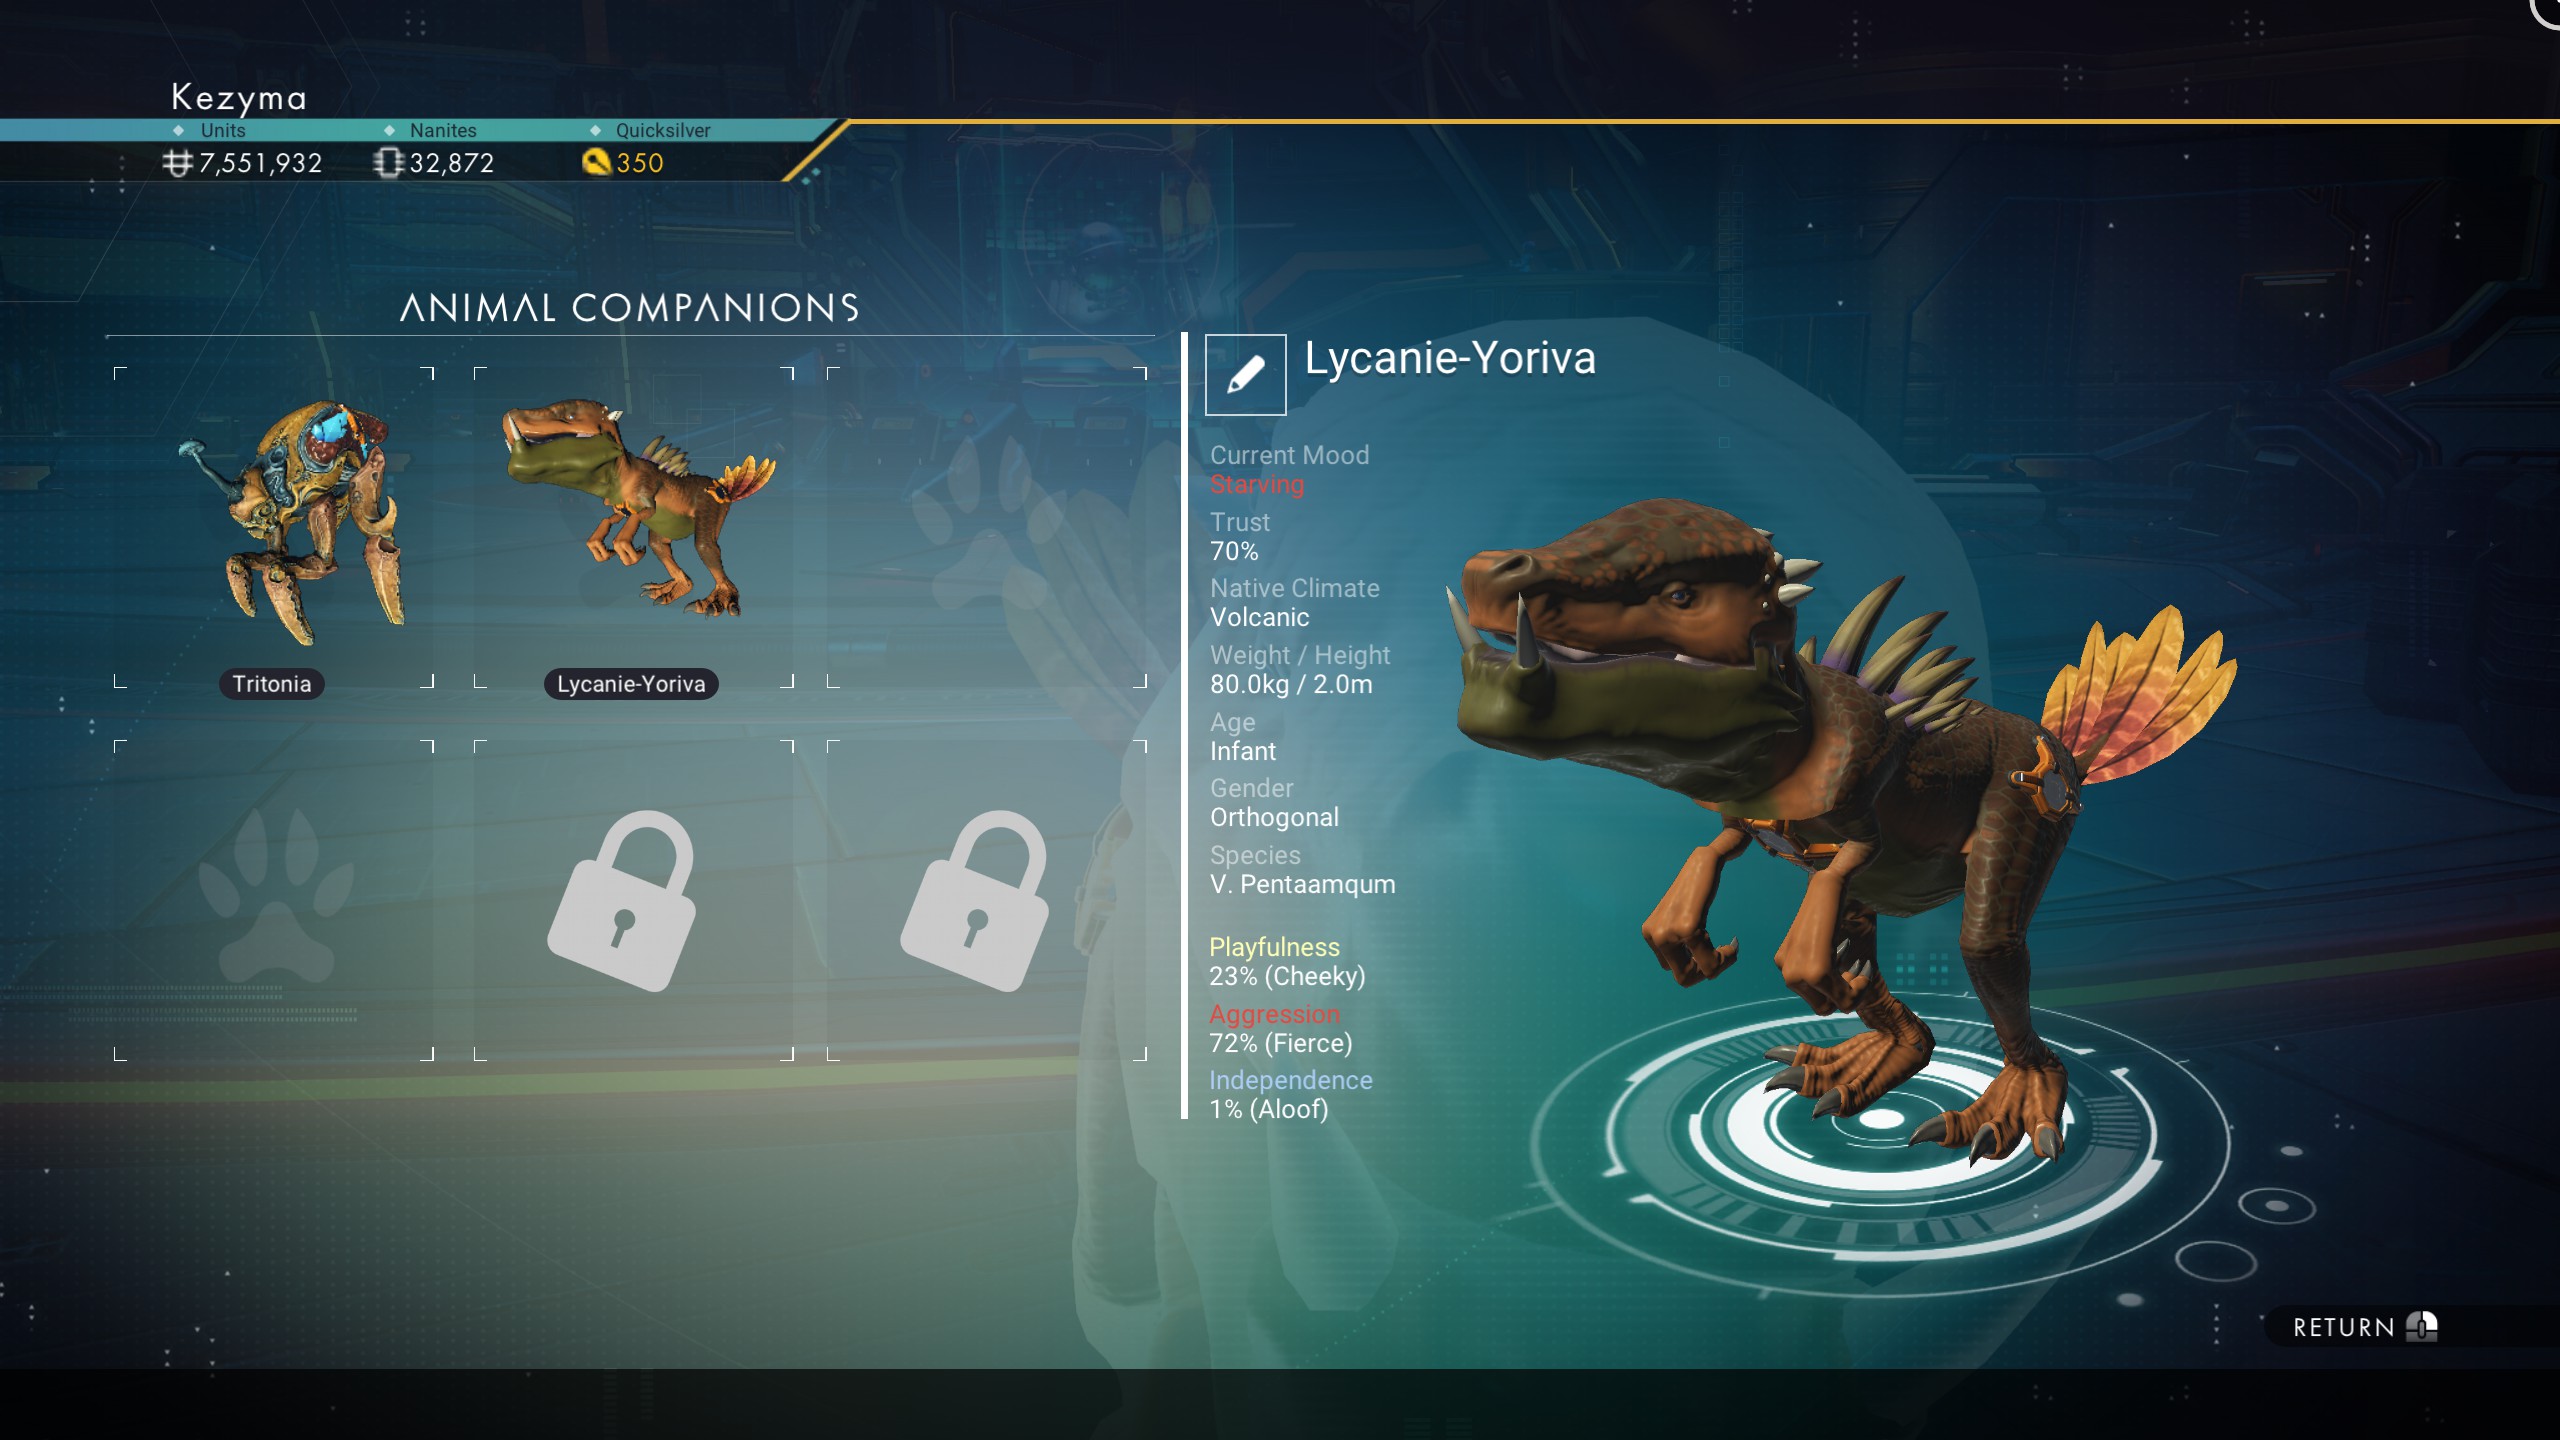 Kezyma
Units Nanites Quicksilver
7,551,932 32,872 350
ANIMAL COMPANIONS
Tritonia Lycanie-Yoriva
Lycanie-Yoriva
Current Mood
Starving
Trust
70%
Native Climate
Volcanic
Weight / Height
80.0kg / 2.0m
Age
Infant
Gender
Orthogonal
Species
V. Pentaamqum
Playfulness
23% (Cheeky)
Aggression
72% (Fierce)
Independence
1% (Aloof)
RETURN